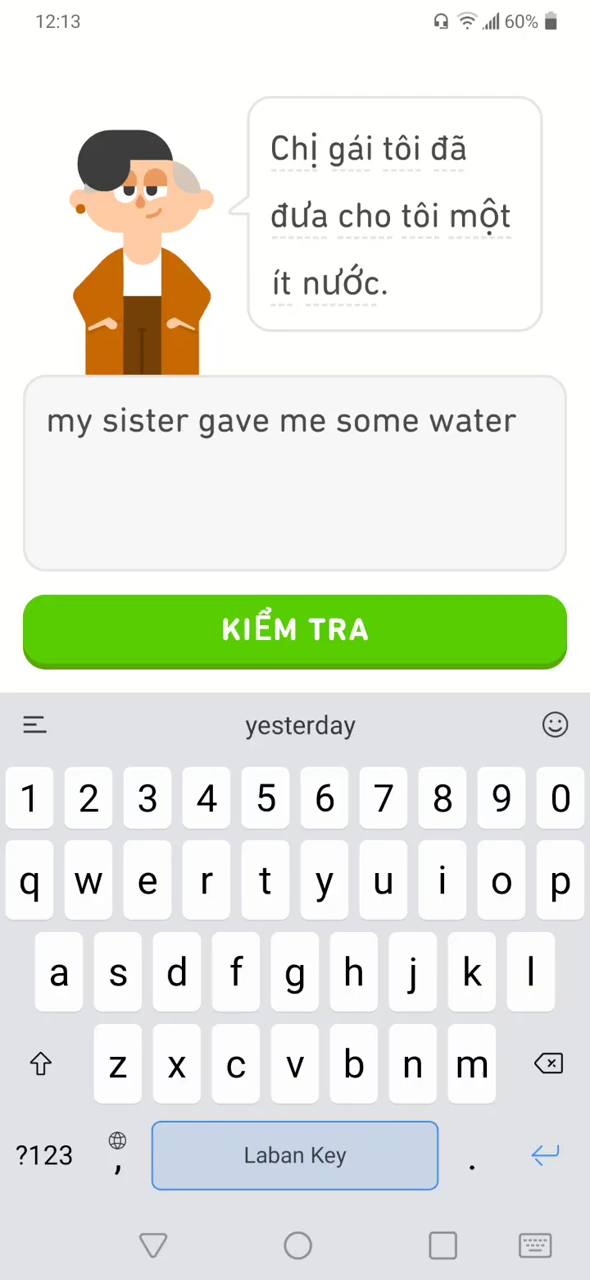 12:13
60%
Chị gái tôi đã
đưa cho tôi một
ít nước.
my sister gave me some water
KIỂM TRA
yesterday
1 2 3 4 5 6 7 8 9 0
q w e r t y u i o p
a s d f g h j k l
z x c v b n m
?123 , Laban Key .